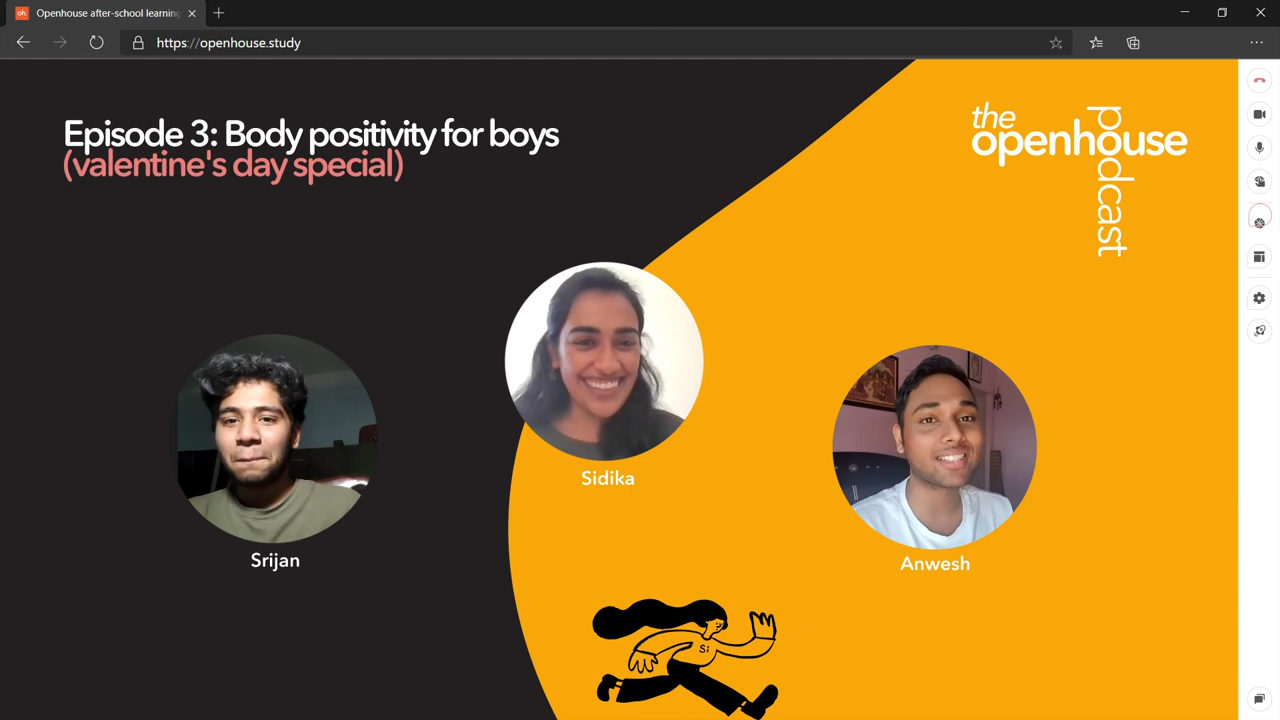 oh.
Openhouse after-school learning
https://openhouse.study
Episode 3: Body positivity for boys
(valentine's day special)
the
openhouse
podcast
Sidika
Srijan
Anwesh
Si